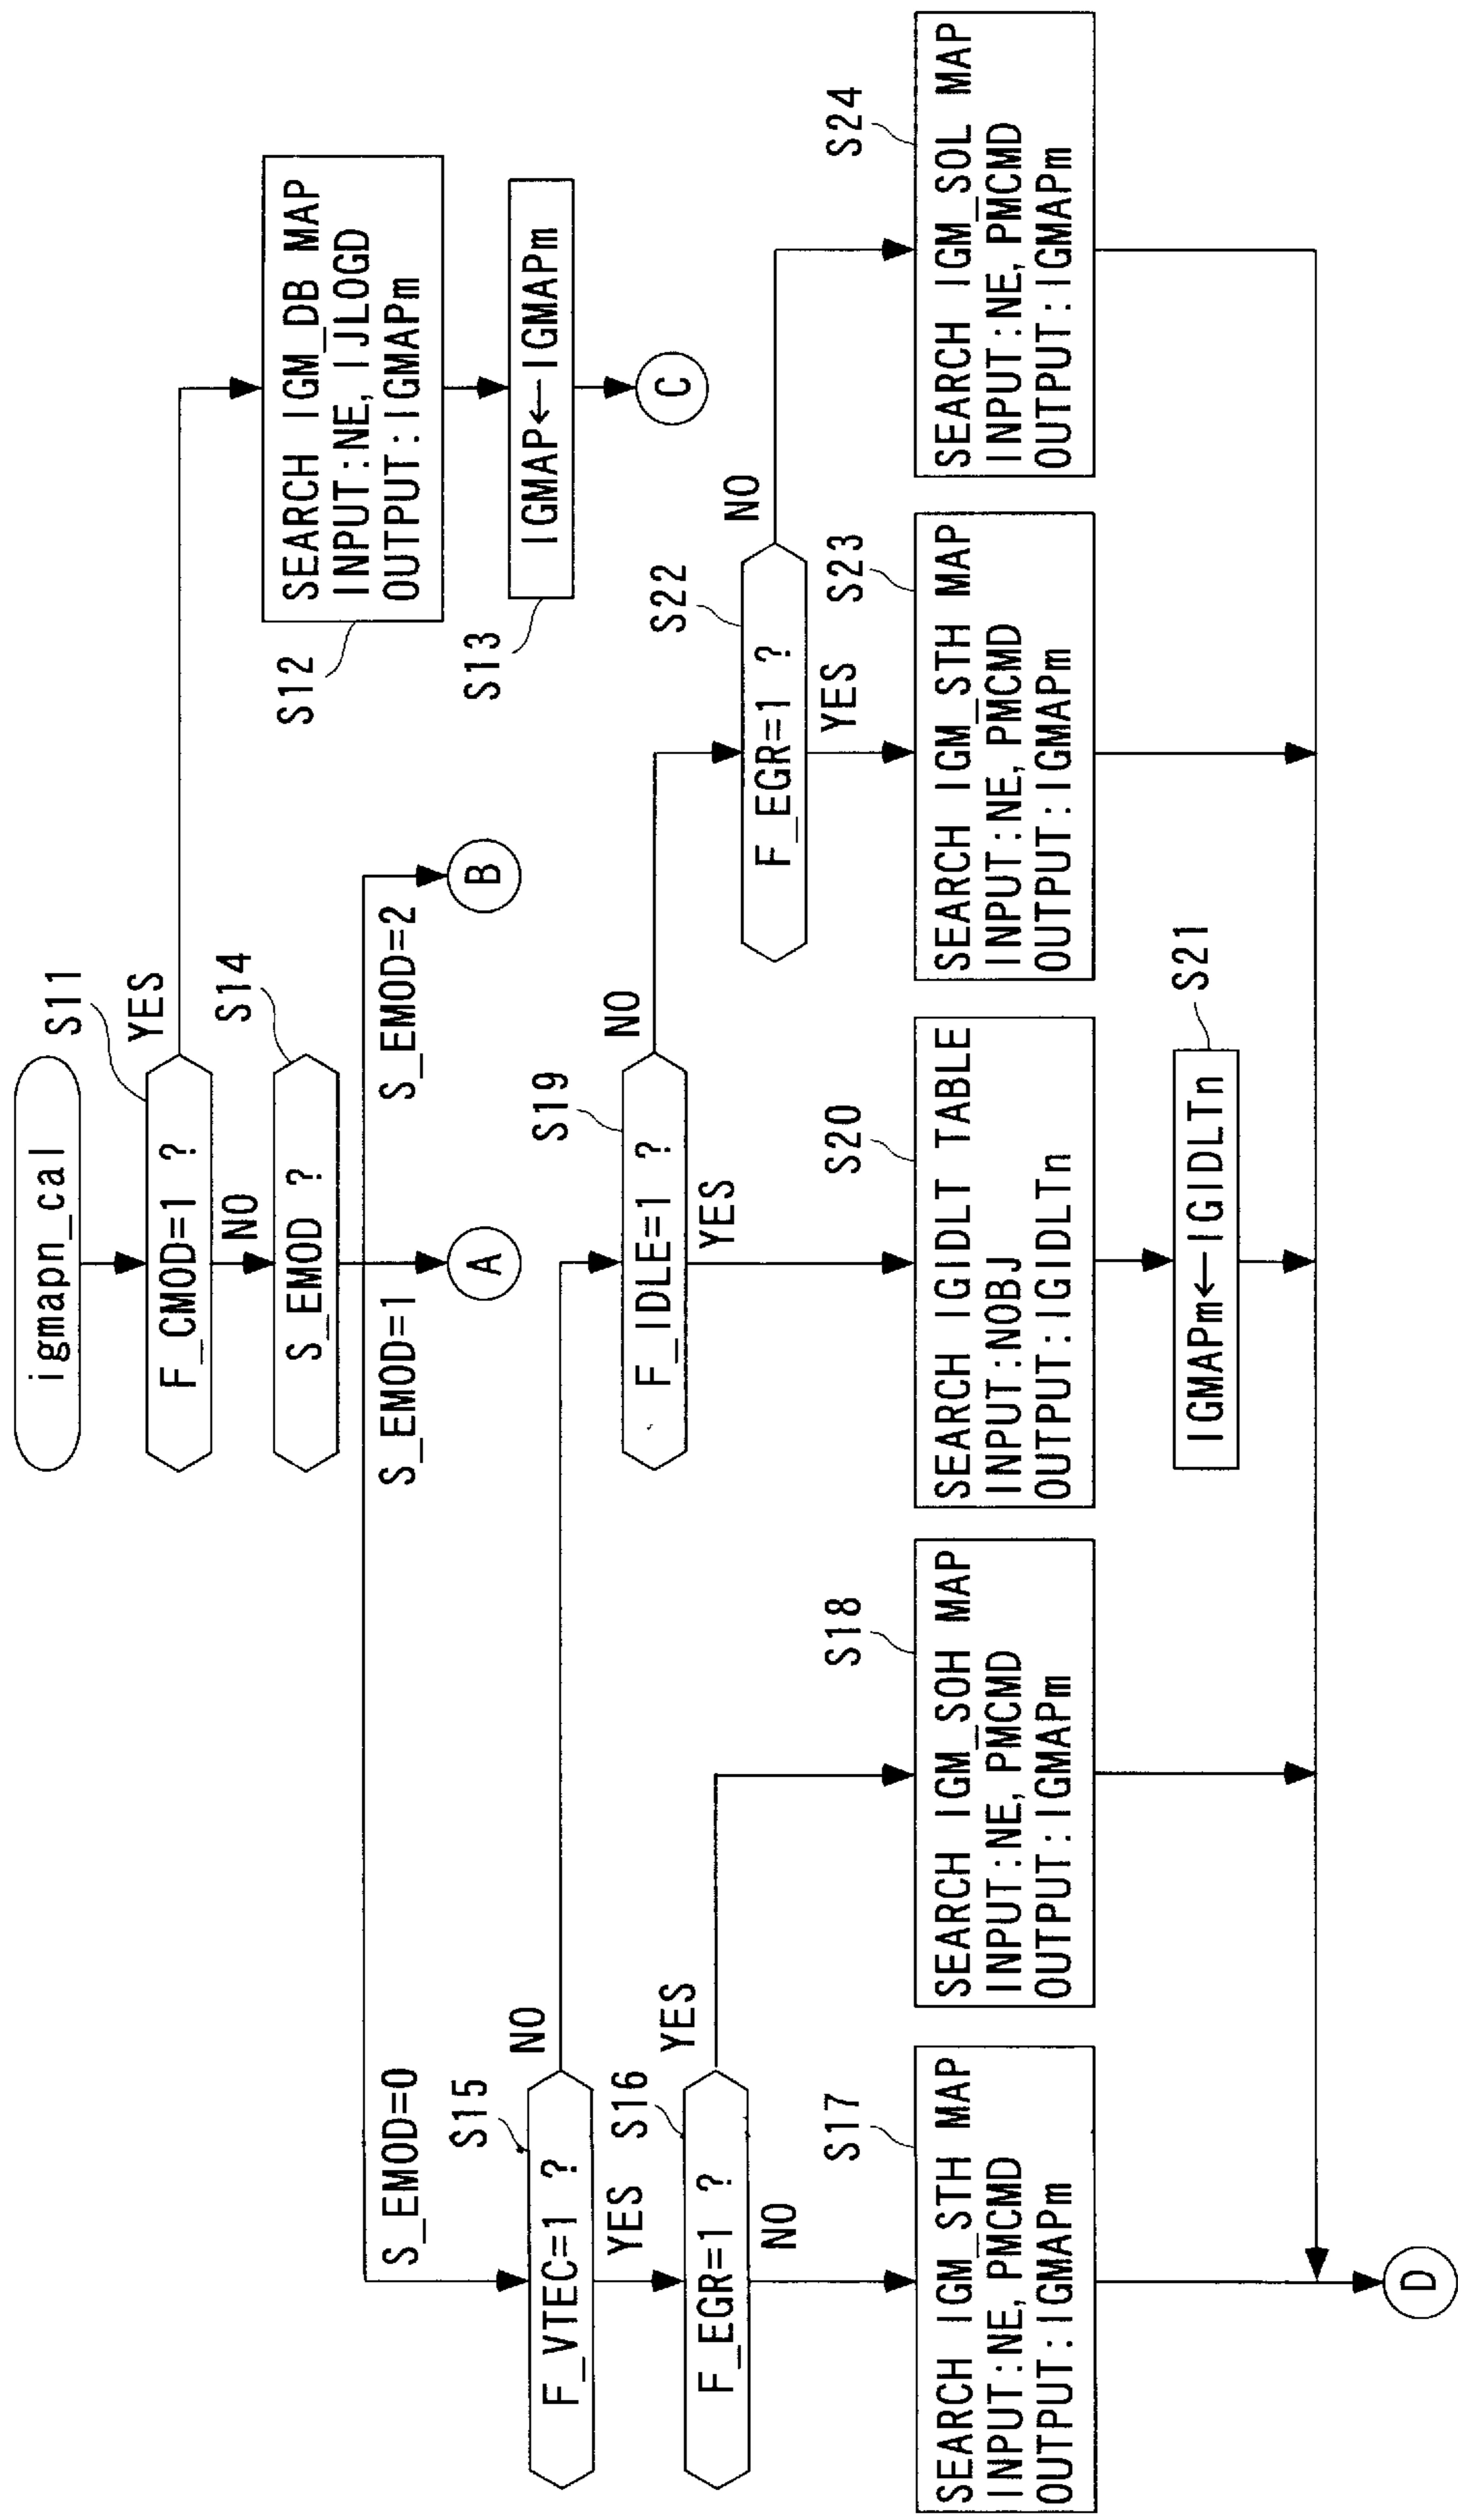 igmapn_cal
S11
F_CMOD=1 ?
YES
NO
S12
SEARCH IGM_DB MAP
INPUT:NE, IJLOGD
OUTPUT:IGMAPm
S13
IGMAP←IGMAPm
C
S14
S_EMOD ?
S_EMOD=0
S_EMOD=1
S_EMOD=2
A
B
S15
F_VTEC=1 ?
NO
YES
S16
F_EGR=1 ?
YES
NO
S19
F_IDLE=1 ?
NO
YES
S22
F_EGR=1 ?
NO
YES
S17
SEARCH IGM_STH MAP
INPUT:NE, PMCMD
OUTPUT:IGMAPm
S18
SEARCH IGM_SOH MAP
INPUT:NE, PMCMD
OUTPUT:IGMAPm
S20
SEARCH IGIDLT TABLE
INPUT:NOBJ
OUTPUT:IGIDLTn
S23
SEARCH IGM_STH MAP
INPUT:NE, PMCMD
OUTPUT:IGMAPm
S24
SEARCH IGM_SOL MAP
INPUT:NE, PMCMD
OUTPUT:IGMAPm
S21
IGMAPm←IGIDLTn
D